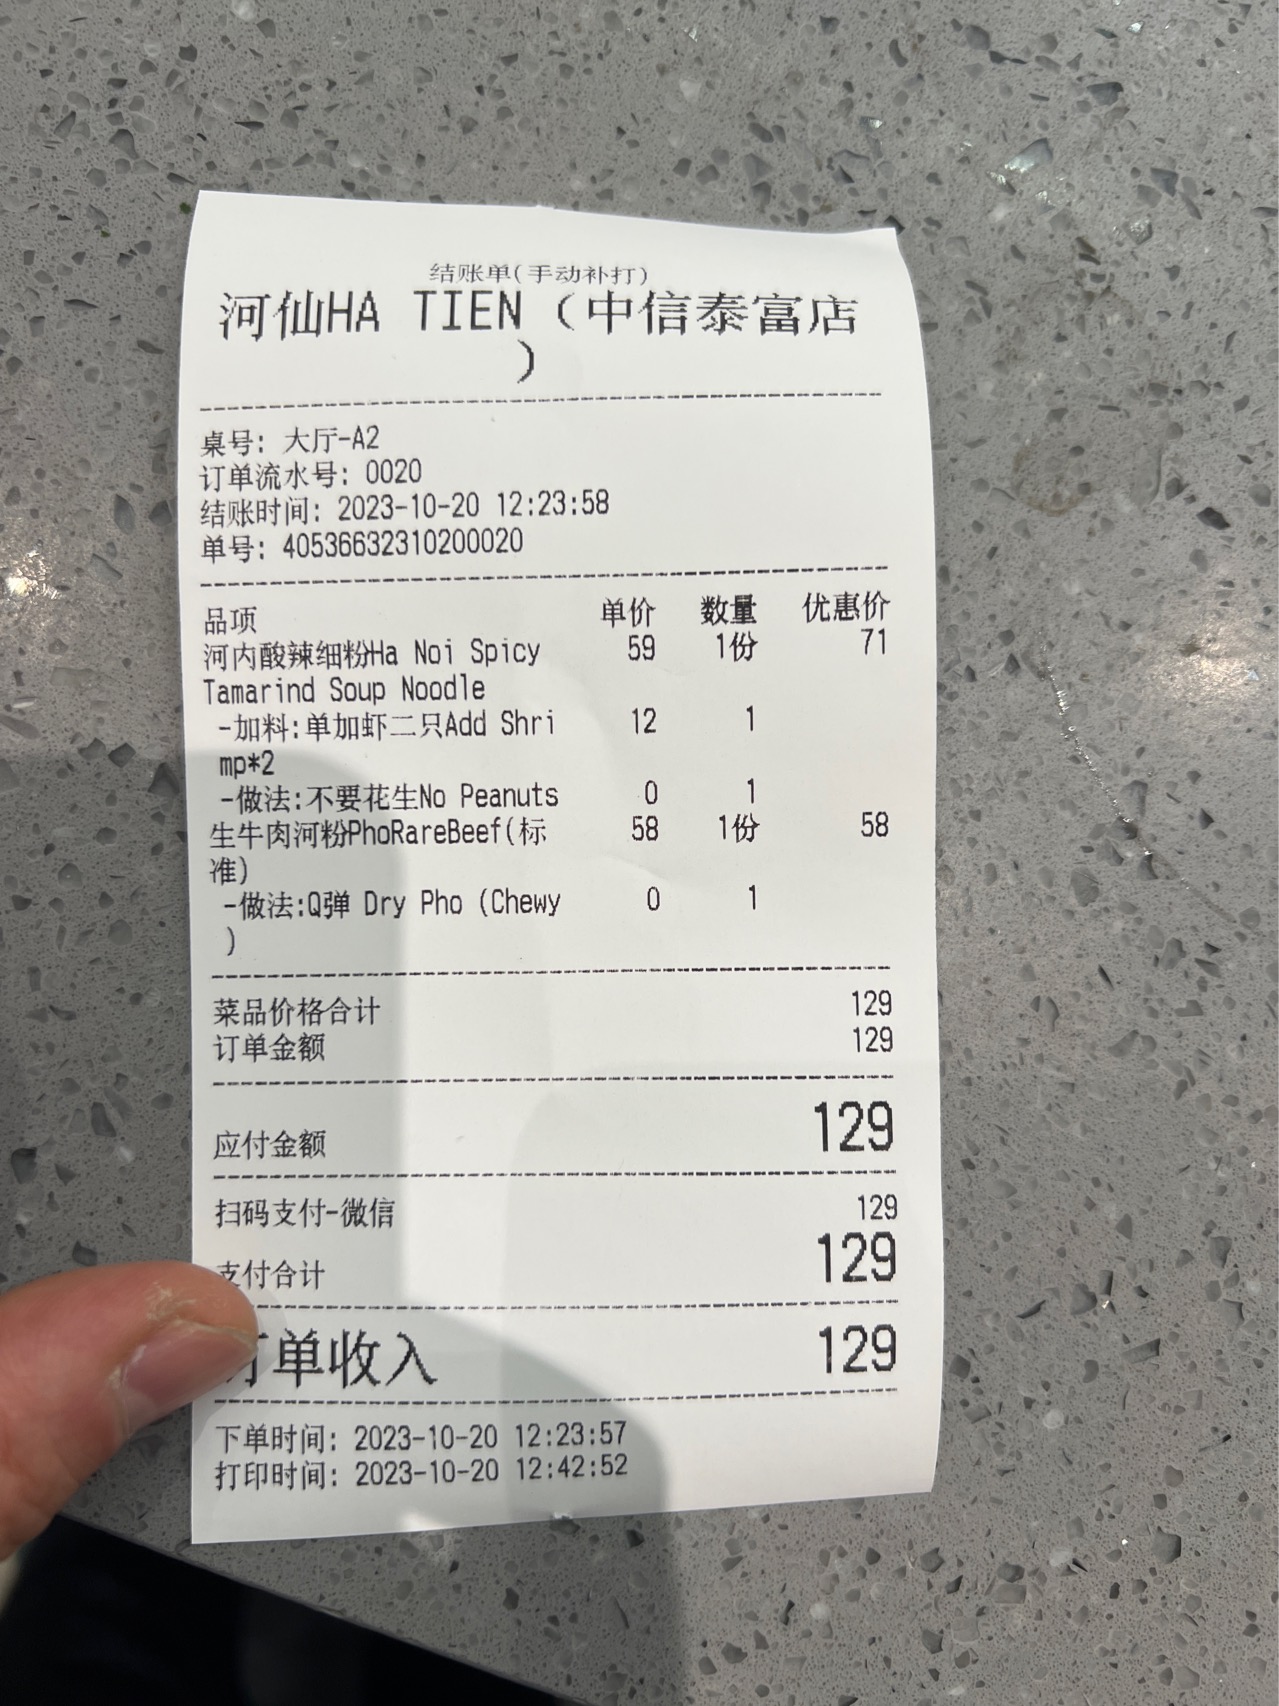 结账单(手动补打)
河仙HA TIEN（中信泰富店
）
桌号: 大厅-A2
订单流水号: 0020
结账时间: 2023-10-20 12:23:58
单号: 40536632310200020
品项 单价 数量 优惠价
河内酸辣细粉Ha Noi Spicy 59 1份 71
Tamarind Soup Noodle
-加料:单加虾二只Add Shri 12 1
mp*2
-做法:不要花生No Peanuts 0 1
生牛肉河粉PhoRareBeef(标 58 1份 58
准)
-做法:Q弹 Dry Pho (Chewy 0 1
)
菜品价格合计 129
订单金额 129
应付金额 129
扫码支付-微信 129
支付合计 129
订单收入 129
下单时间: 2023-10-20 12:23:57
打印时间: 2023-10-20 12:42:52